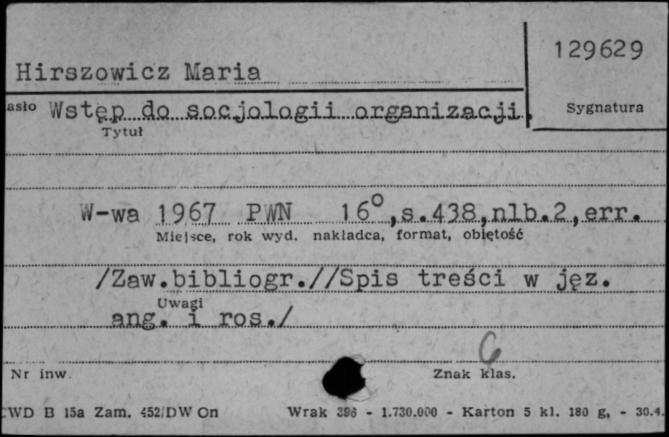 129629
Hirszowicz Maria
asło Wstęp do socjologii organizacji. Sygnatura
Tytuł
W-wa 1967 PWN 16°,s.438,nlb.2,err.
Miejsce, rok wyd. nakładca, format, objętość
/Zaw.bibliogr.//Spis treści w jęz.
Uwagi
ang. i ros./
6
Nr inw. Znak klas.
CWD B 15a Zam. 452/DW On Wrak 396 - 1.730.000 - Karton 5 kl. 180 g, - 30.4.